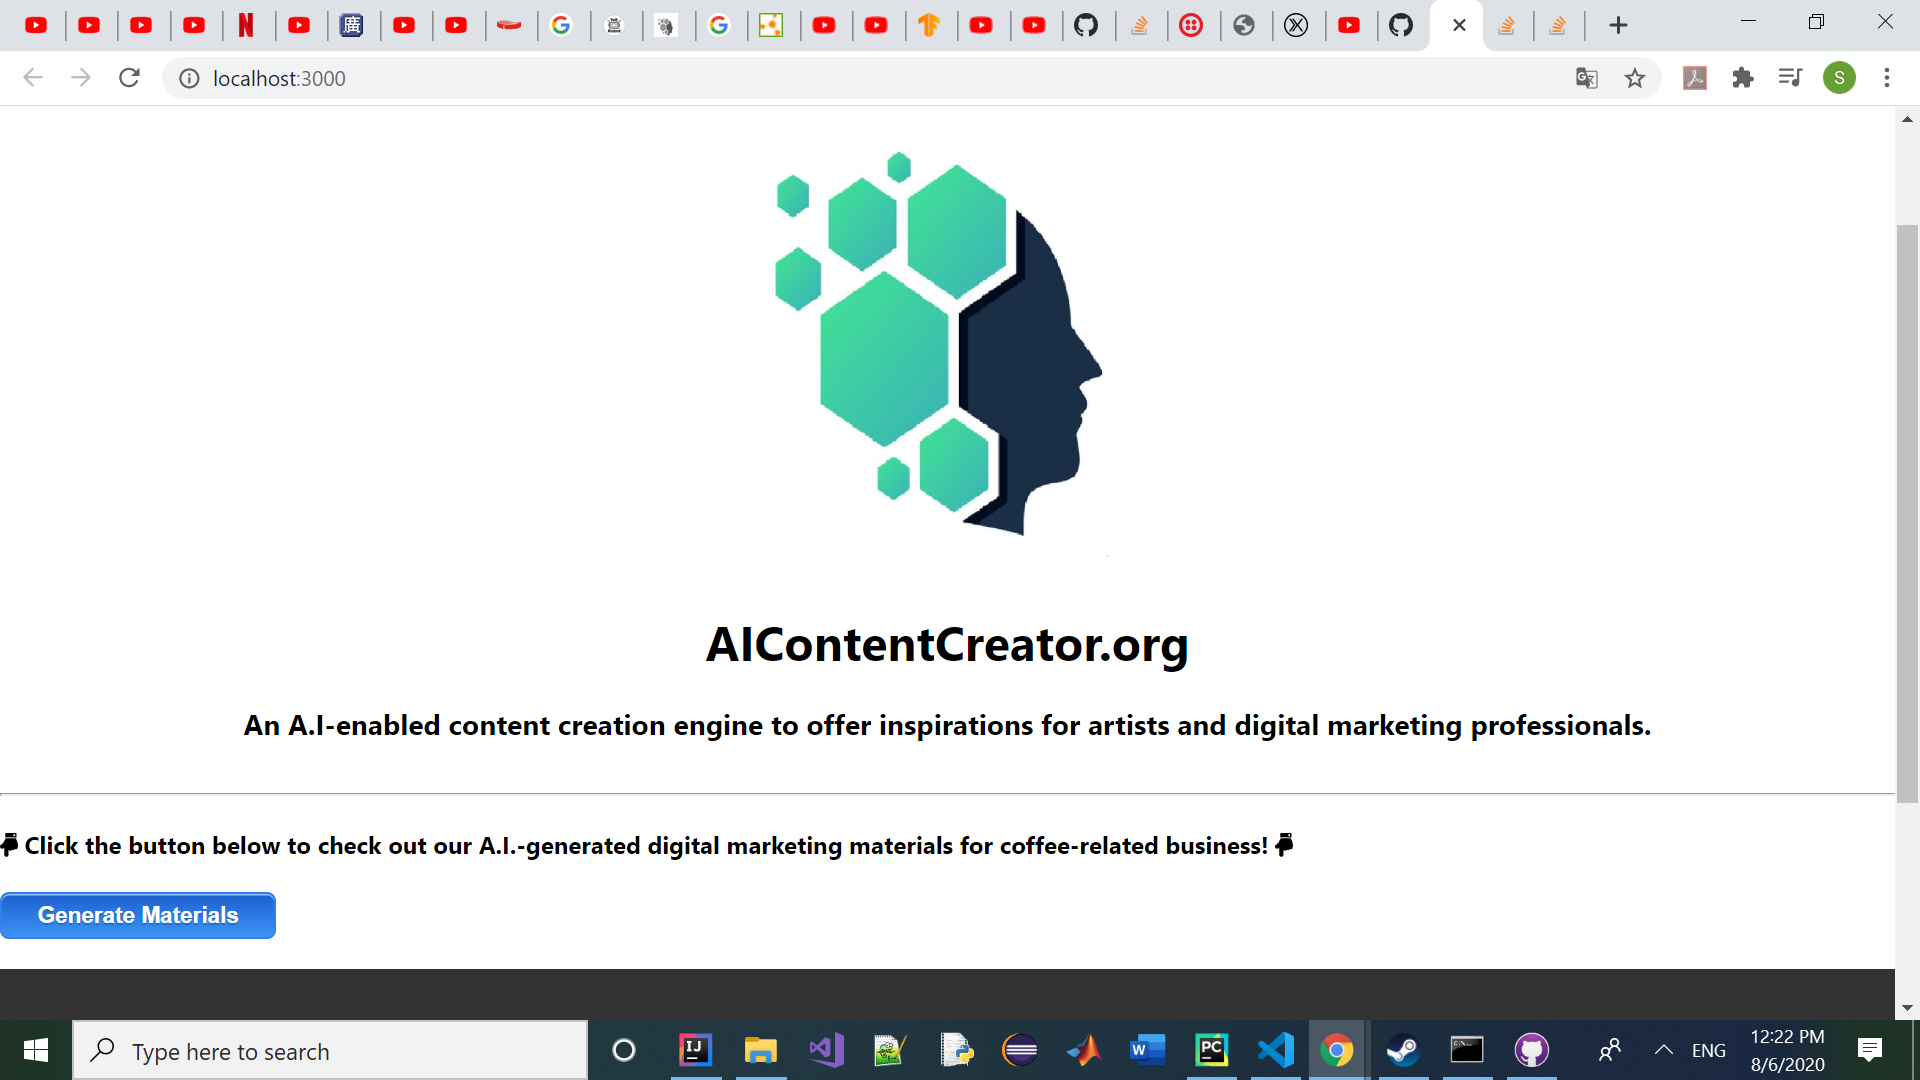 localhost:3000
S
AIContentCreator.org
An A.I-enabled content creation engine to offer inspirations for artists and digital marketing professionals.
Click the button below to check out our A.I.-generated digital marketing materials for coffee-related business!
Generate Materials
Type here to search
ENG
12:22 PM
8/6/2020